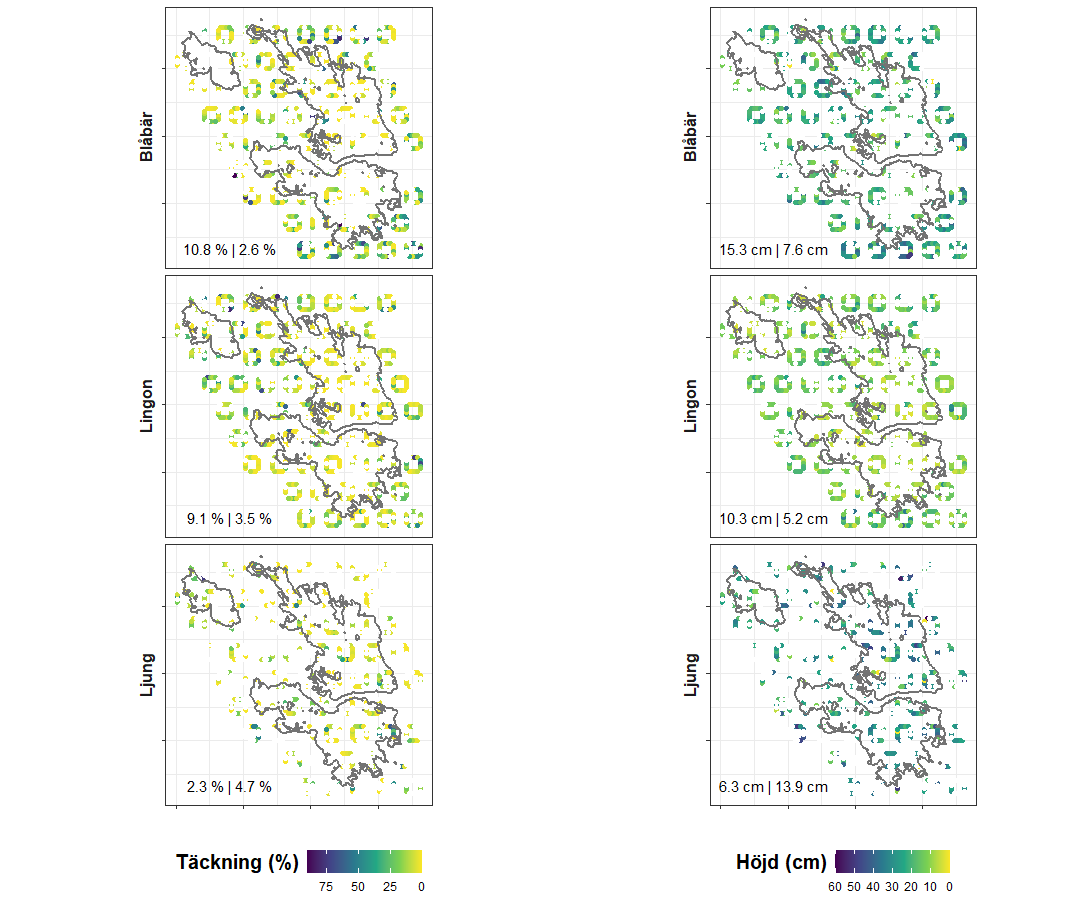 Blåbär
10.8 % | 2.6 %
Blåbär
15.3 cm | 7.6 cm
Lingon
9.1 % | 3.5 %
Lingon
10.3 cm | 5.2 cm
Ljung
2.3 % | 4.7 %
Ljung
6.3 cm | 13.9 cm
Täckning (%)
75 50 25 0
Höjd (cm)
60 50 40 30 20 10 0